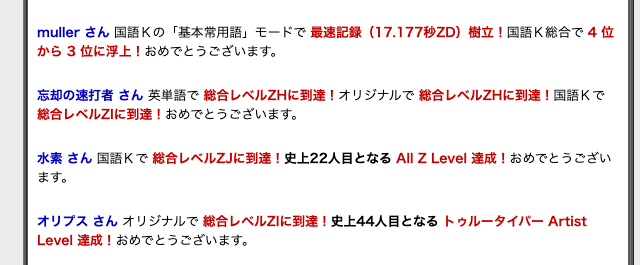 muller さん 国語Ｋの「基本常用語」モードで 最速記録（17.177秒ZD）樹立！国語Ｋ総合で 4 位
から 3 位に浮上！おめでとうございます。
忘却の速打者 さん 英単語で 総合レベルZHに到達！オリジナルで 総合レベルZHに到達！国語Ｋで
総合レベルZIに到達！おめでとうございます。
水素 さん 国語Ｋで 総合レベルZJに到達！史上22人目となる All Z Level 達成！おめでとうござい
ます。
オリプス さん オリジナルで 総合レベルZIに到達！史上44人目となる トゥルータイパー Artist
Level 達成！おめでとうございます。